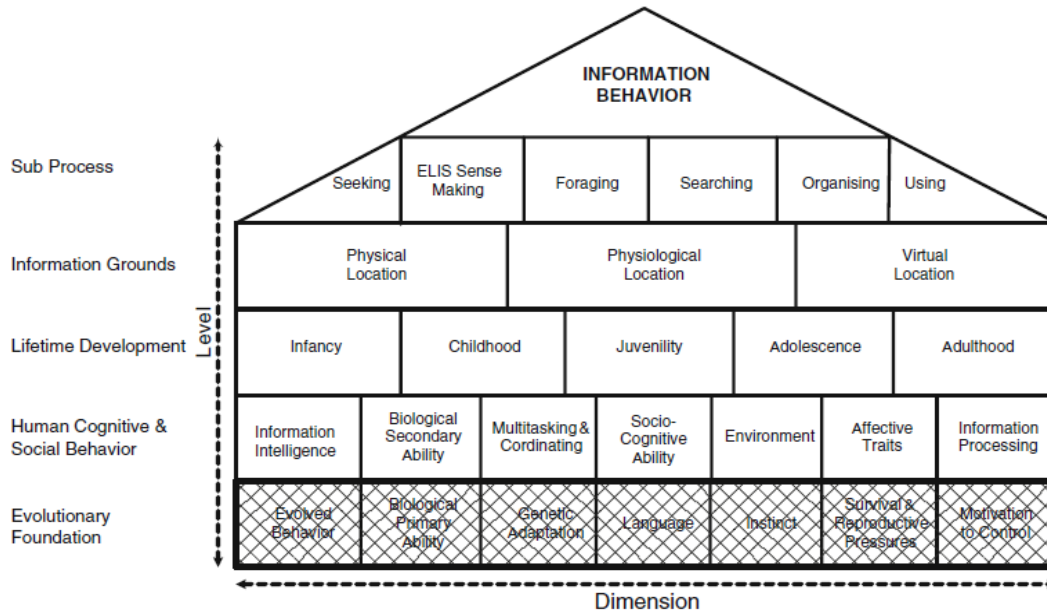 INFORMATION
BEHAVIOR
Sub Process
Seeking
ELIS Sense
Making
Foraging
Searching
Organising
Using
Information Grounds
Physical
Location
Physiological
Location
Virtual
Location
Level
Lifetime Development
Infancy
Childhood
Juvenility
Adolescence
Adulthood
Human Cognitive &
Social Behavior
Information
Intelligence
Biological
Secondary
Ability
Multitasking &
Cordinating
Socio-
Cognitive
Ability
Environment
Affective
Traits
Information
Processing
Evolutionary
Foundation
Evolved
Behavior
Biological
Primary
Ability
Genetic
Adaptation
Language
Instinct
Survival &
Reproductive
Pressures
Motivation
to Control
Dimension